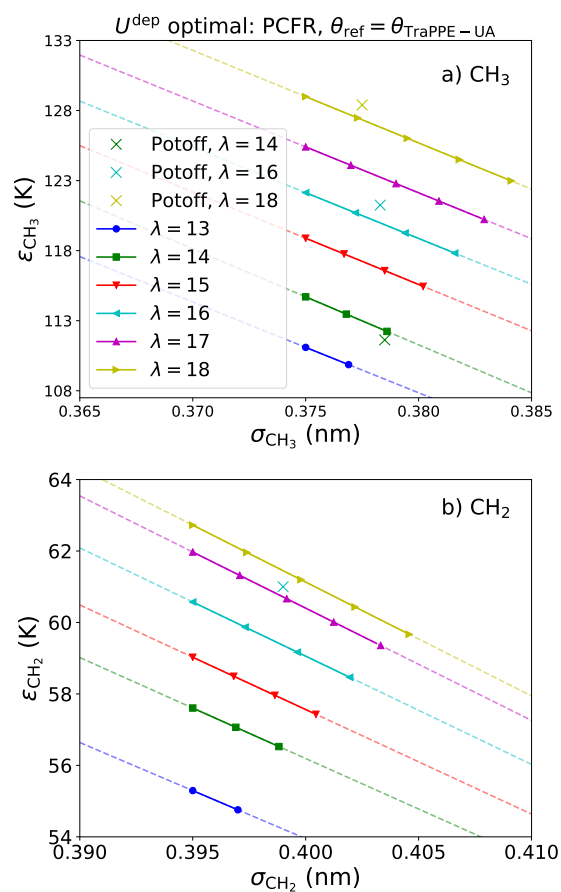 U^dep optimal: PCFR, θ_ref = θ_TraPPE−UA
a) CH₃
133
128
123
118
113
108
ε_CH₃ (K)
Potoff, λ = 14
Potoff, λ = 16
Potoff, λ = 18
λ = 13
λ = 14
λ = 15
λ = 16
λ = 17
λ = 18
0.365 0.370 0.375 0.380 0.385
σ_CH₃ (nm)
b) CH₂
64
62
60
58
56
54
ε_CH₂ (K)
0.390 0.395 0.400 0.405 0.410
σ_CH₂ (nm)